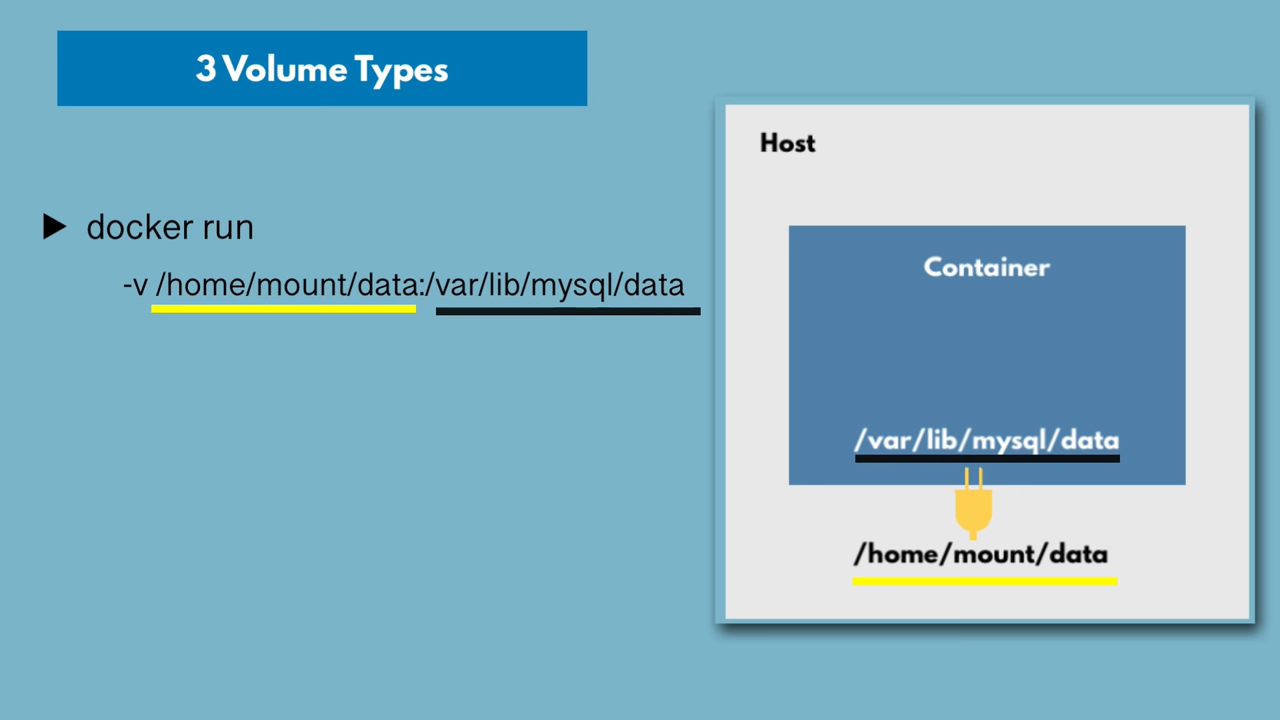 3 Volume Types
docker run
-v /home/mount/data:/var/lib/mysql/data
Host
Container
/var/lib/mysql/data
/home/mount/data